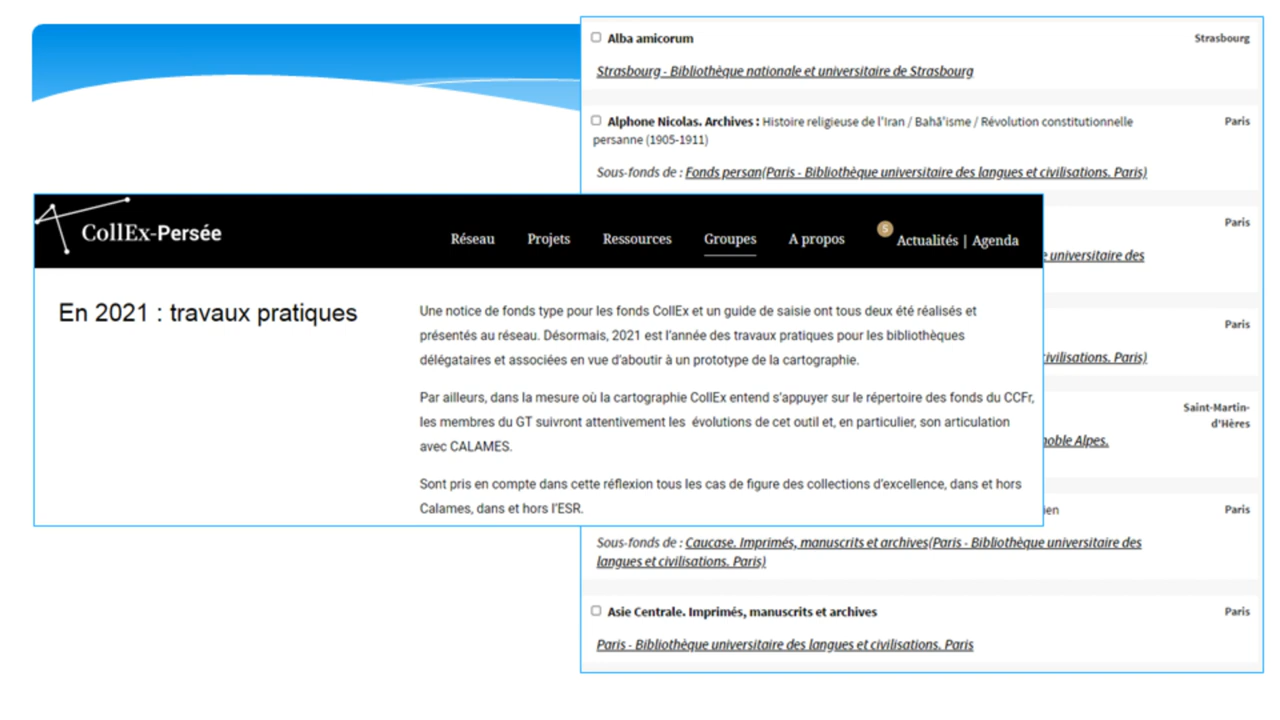 Alba amicorum
Strasbourg
Strasbourg - Bibliothèque nationale et universitaire de Strasbourg
Alphone Nicolas. Archives : Histoire religieuse de l'Iran / Bahā'isme / Révolution constitutionnelle
Paris
persanne (1905-1911)
Sous-fonds de : Fonds persan(Paris - Bibliothèque universitaire des langues et civilisations. Paris)
CollEx-Persée
Réseau
Projets
Ressources
Groupes
A propos
5
Actualités | Agenda
En 2021 : travaux pratiques
Une notice de fonds type pour les fonds CollEx et un guide de saisie ont tous deux été réalisés et
présentés au réseau. Désormais, 2021 est l'année des travaux pratiques pour les bibliothèques
délégataires et associées en vue d'aboutir à un prototype de la cartographie.
Par ailleurs, dans la mesure où la cartographie CollEx entend s'appuyer sur le répertoire des fonds du CCFr,
les membres du GT suivront attentivement les évolutions de cet outil et, en particulier, son articulation
avec CALAMES.
Sont pris en compte dans cette réflexion tous les cas de figure des collections d'excellence, dans et hors
Calames, dans et hors l'ESR.
Paris
universitaire des
Paris
civilisations. Paris)
Saint-Martin-
d'Hères
noble Alpes.
ien
Paris
Sous-fonds de : Caucase. Imprimés, manuscrits et archives(Paris - Bibliothèque universitaire des
langues et civilisations. Paris)
Asie Centrale. Imprimés, manuscrits et archives
Paris
Paris - Bibliothèque universitaire des langues et civilisations. Paris